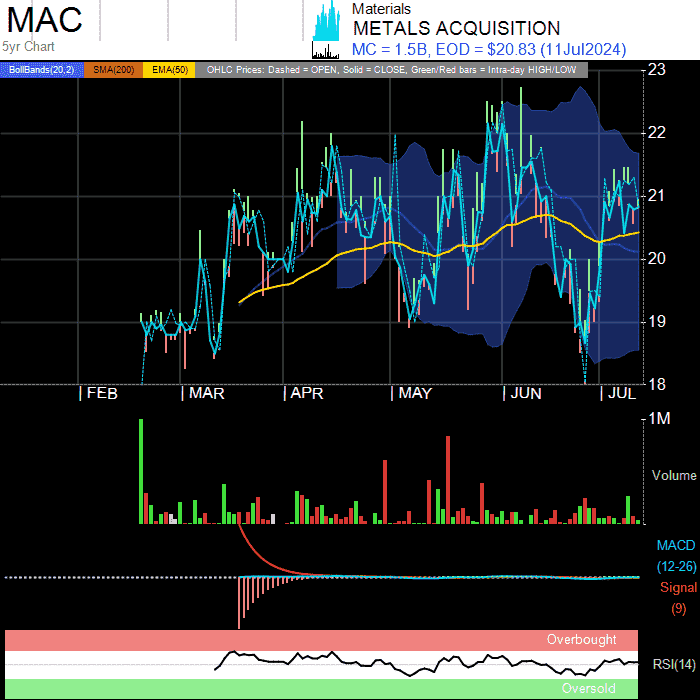 MAC
5yr Chart
Materials
METALS ACQUISITION
MC = 1.5B, EOD = $20.83 (11Jul2024)
BollBands(20,2) SMA(200) EMA(50) OHLC Prices: Dashed = OPEN, Solid = CLOSE, Green/Red bars = Intra-day HIGH/LOW
23
22
21
20
19
18
| FEB | MAR | APR | MAY | JUN | JUL
1M
Volume
MACD
(12-26)
Signal
(9)
Overbought
RSI(14)
Oversold